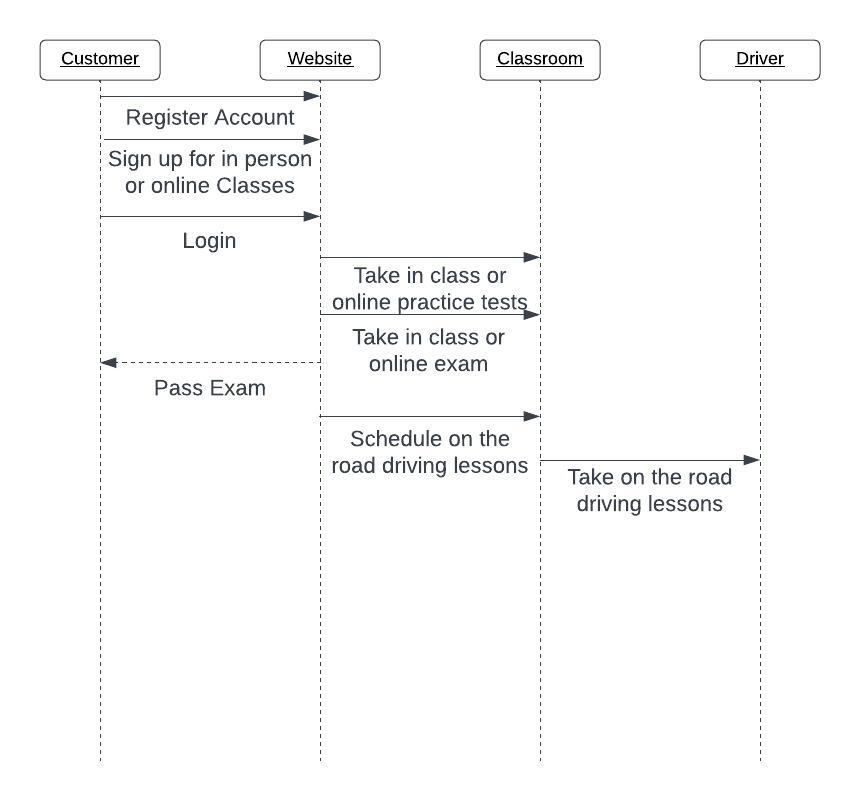 Customer
Website
Classroom
Driver
Register Account
Sign up for in person
or online Classes
Login
Take in class or
online practice tests
Take in class or
online exam
Pass Exam
Schedule on the
road driving lessons
Take on the road
driving lessons